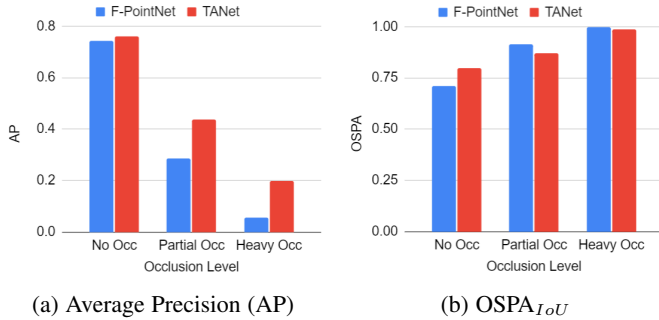 F-PointNet TANet
0.8
0.6
0.4
0.2
0.0
AP
No Occ Partial Occ Heavy Occ
Occlusion Level
(a) Average Precision (AP)
F-PointNet TANet
1.00
0.75
0.50
0.25
0.00
OSPA
No Occ Partial Occ Heavy Occ
Occlusion Level
(b) OSPA_{IoU}